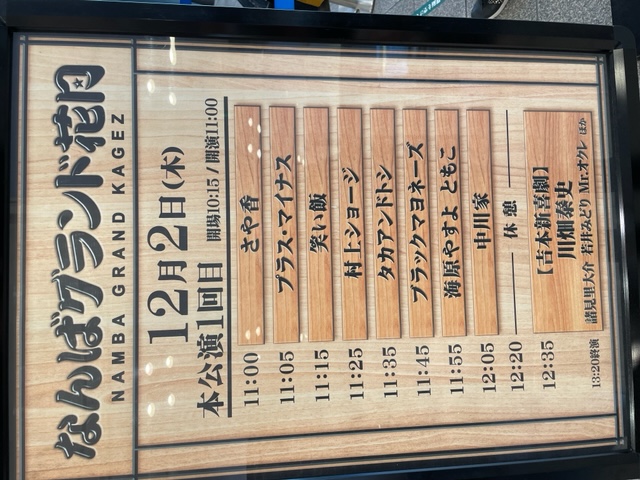 なんばグランド花月
NAMBA GRAND KAGEZ
12月2日(木)
本公演1回目 開場10:15 / 開演11:00
11:00 さや香
11:05 プラス・マイナス
11:15 笑い飯
11:25 村上ショージ
11:35 タカアンドトシ
11:45 ブラックマヨネーズ
11:55 海原やすよ ともこ
12:05 中川家
12:20 休憩
12:35 【吉本新喜劇】
川畑泰史
諸見里大介 若井みどり Mr.オクレ ほか
13:20終演